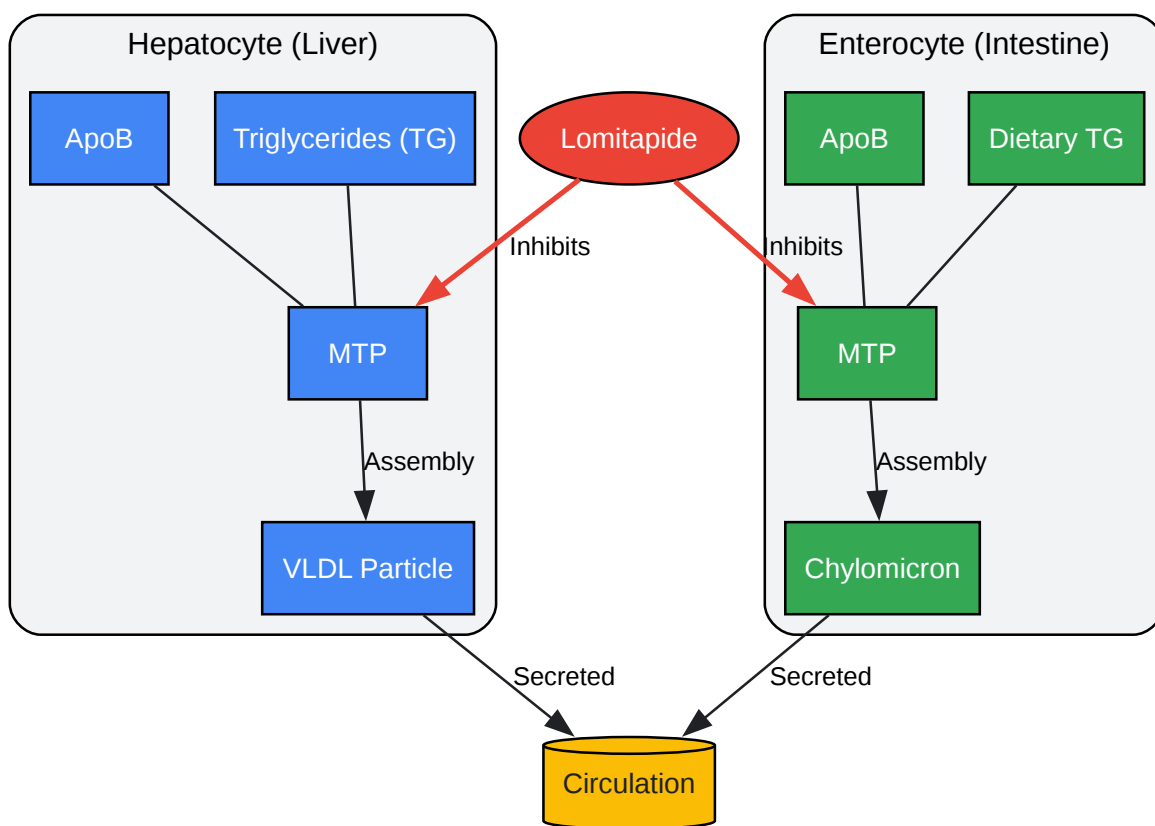 Hepatocyte (Liver)
Enterocyte (Intestine)
ApoB
Triglycerides (TG)
Lomitapide
ApoB
Dietary TG
Inhibits
Inhibits
MTP
MTP
Assembly
Assembly
VLDL Particle
Chylomicron
Secreted
Secreted
Circulation